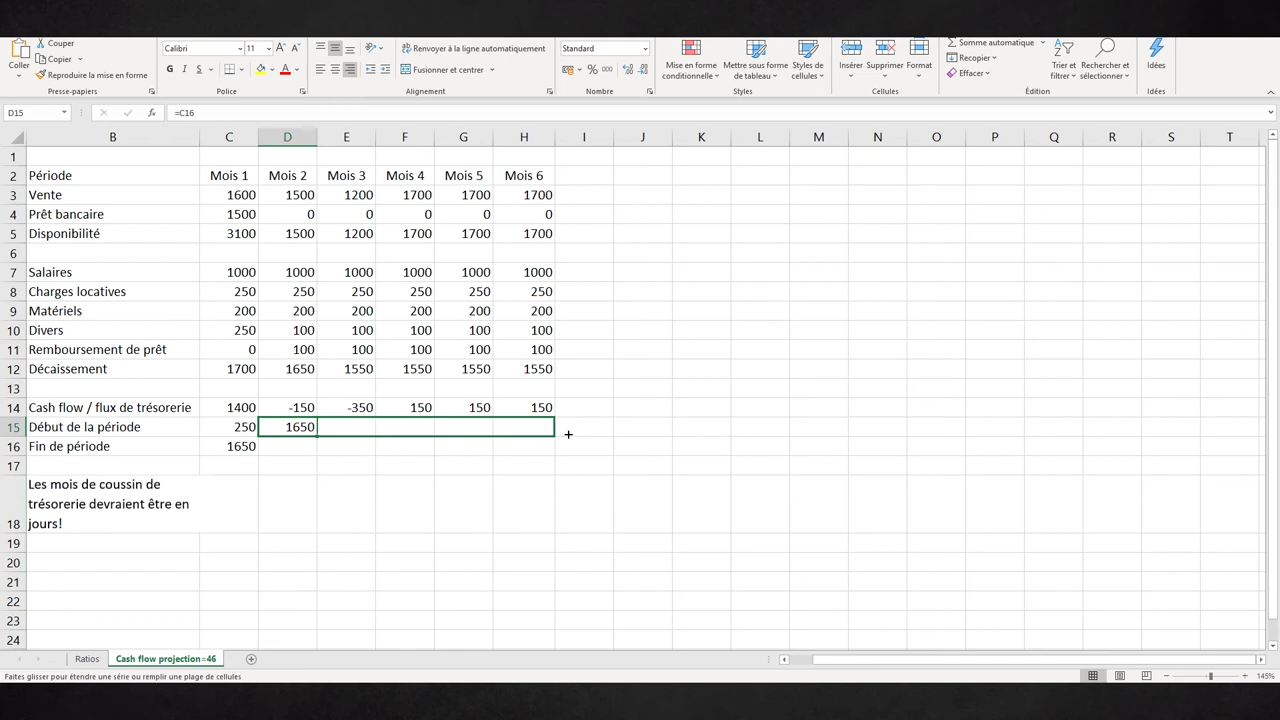 Couper
Copier
Reproduire la mise en forme
Coller
Presse-papiers
Calibri 11 A A
G I S A
Police
Renvoyer à la ligne automatiquement
Fusionner et centrer
Alignement
Standard
% 000
Nombre
Mise en forme conditionnelle
Mettre sous forme de tableau
Styles de cellules
Styles
Insérer Supprimer Format
Cellules
Somme automatique
Recopier
Effacer
Trier et filtrer
Rechercher et sélectionner
Édition
Idées
Idées
D15 fx =C16
B C D E F G H I J K L M N O P Q R S T
1
2 Période Mois 1 Mois 2 Mois 3 Mois 4 Mois 5 Mois 6
3 Vente 1600 1500 1200 1700 1700 1700
4 Prêt bancaire 1500 0 0 0 0 0
5 Disponibilité 3100 1500 1200 1700 1700 1700
6
7 Salaires 1000 1000 1000 1000 1000 1000
8 Charges locatives 250 250 250 250 250 250
9 Matériels 200 200 200 200 200 200
10 Divers 250 100 100 100 100 100
11 Remboursement de prêt 0 100 100 100 100 100
12 Décaissement 1700 1650 1550 1550 1550 1550
13
14 Cash flow / flux de trésorerie 1400 -150 -350 150 150 150
15 Début de la période 250 1650
16 Fin de période 1650
17
Les mois de coussin de
trésorerie devraient être en
18 jours!
19
20
21
22
23
24
Ratios Cash flow projection=46
Faites glisser pour étendre une série ou remplir une plage de cellules 145%